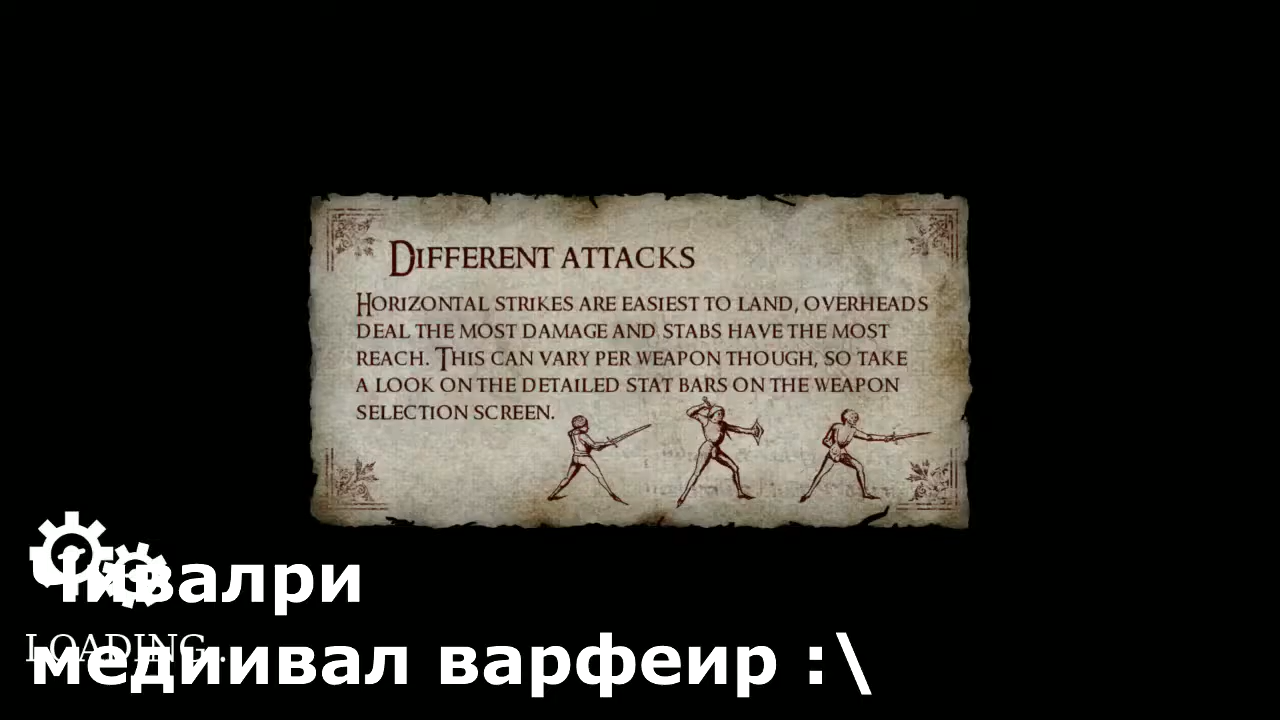 DIFFERENT ATTACKS
HORIZONTAL STRIKES ARE EASIEST TO LAND, OVERHEADS
DEAL THE MOST DAMAGE AND STABS HAVE THE MOST
REACH. THIS CAN VARY PER WEAPON THOUGH, SO TAKE
A LOOK ON THE DETAILED STAT BARS ON THE WEAPON
SELECTION SCREEN.
Чивалри
LOADING..
медиивал варфеир :\